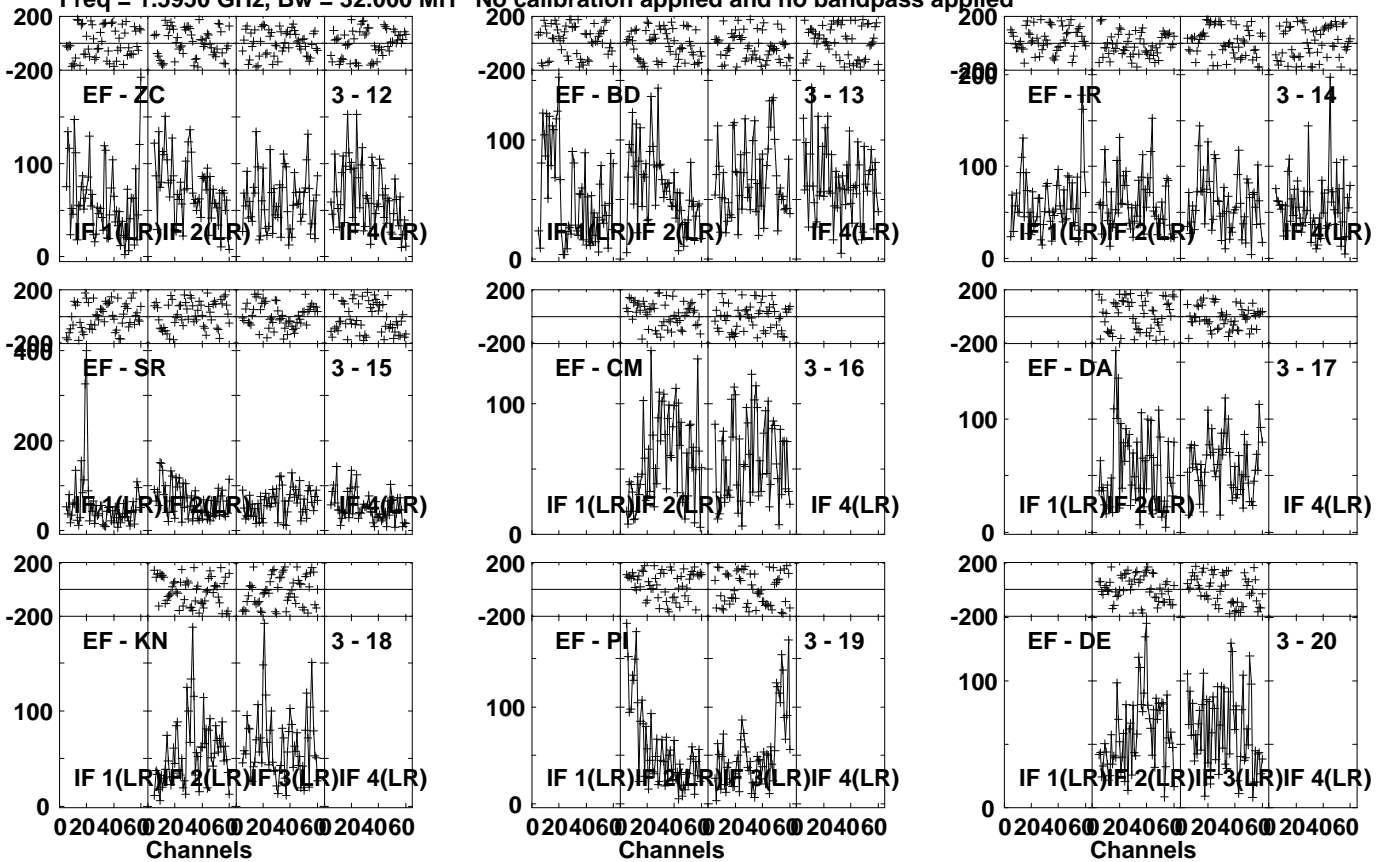 Freq = 1.5950 GHz, Bw = 32.000 MH No calibration applied and no bandpass applied
200
-200
EF - ZC
3 - 12
100
0
IF 1(LR)
IF 2(LR)
IF 4(LR)
200
-200
EF - BD
3 - 13
100
0
IF 1(LR)
IF 2(LR)
IF 4(LR)
200
-200
200
EF - IR
3 - 14
100
0
IF 1(LR)
IF 2(LR)
IF 4(LR)
200
-200
400
EF - SR
3 - 15
200
0
IF 1(LR)
IF 2(LR)
IF 4(LR)
200
-200
EF - CM
3 - 16
100
0
IF 1(LR)
IF 2(LR)
IF 4(LR)
200
-200
EF - DA
3 - 17
100
0
IF 1(LR)
IF 2(LR)
IF 4(LR)
200
-200
EF - KN
3 - 18
100
0
IF 1(LR)
IF 2(LR)
IF 3(LR)
IF 4(LR)
0 20 40 60 0 20 40 60 0 20 40 60 0 20 40 60
Channels
200
-200
EF - PI
3 - 19
100
0
IF 1(LR)
IF 2(LR)
IF 3(LR)
IF 4(LR)
0 20 40 60 0 20 40 60 0 20 40 60 0 20 40 60
Channels
200
-200
EF - DE
3 - 20
100
0
IF 1(LR)
IF 2(LR)
IF 3(LR)
IF 4(LR)
0 20 40 60 0 20 40 60 0 20 40 60 0 20 40 60
Channels